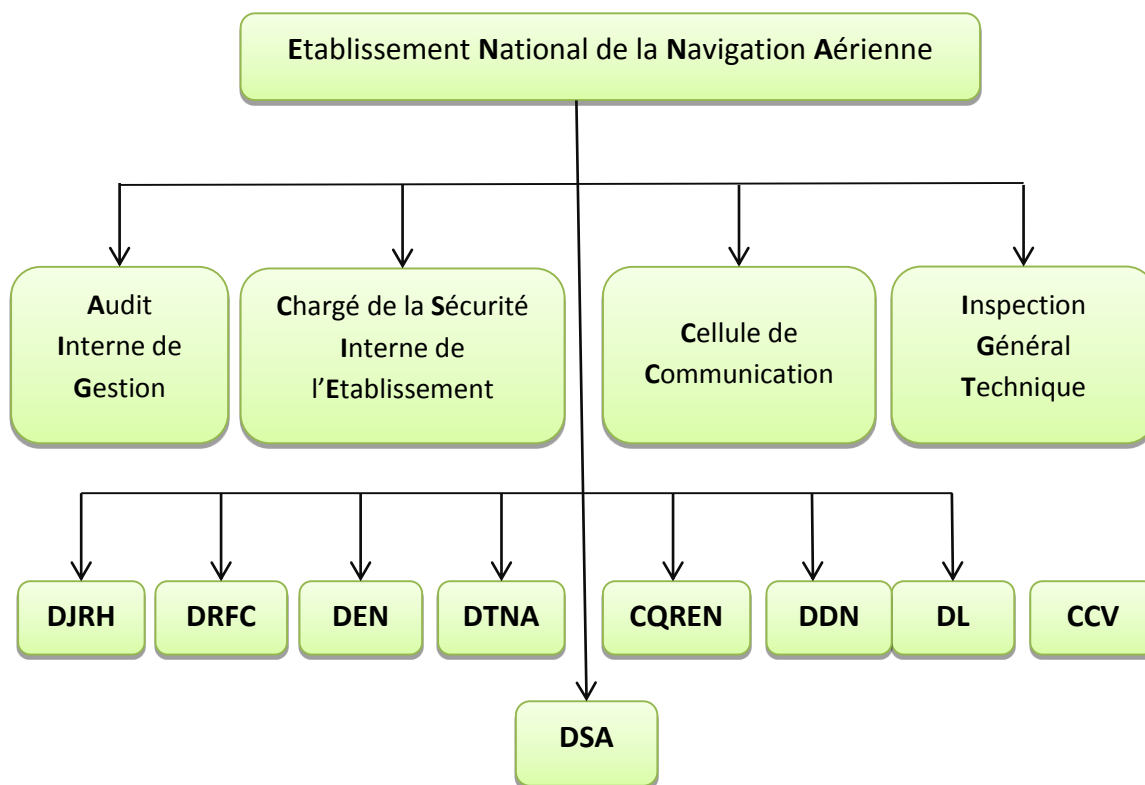 Etablissement National de la Navigation Aérienne
Audit
Interne de
Gestion
Chargé de la Sécurité
Interne de
l’Etablissement
Cellule de
Communication
Inspection
Général
Technique
DJRH
DRFC
DEN
DTNA
CQREN
DDN
DL
CCV
DSA